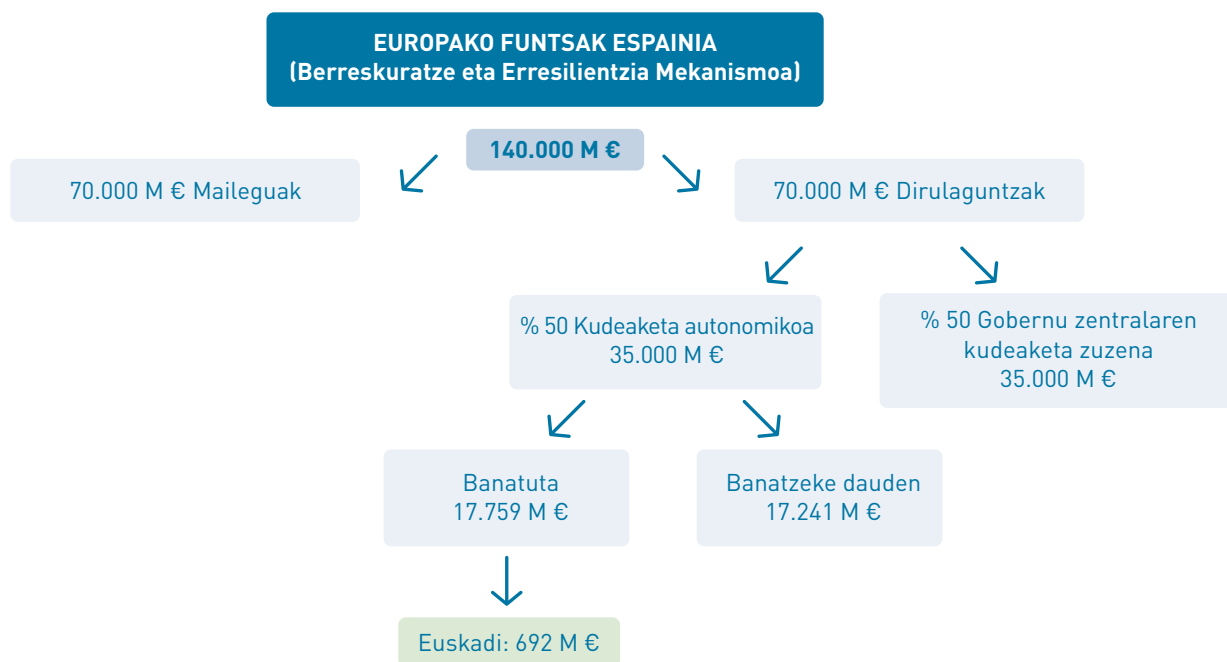 EUROPAKO FUNTSAK ESPAINIA
(Berreskuratze eta Erresilientzia Mekanismoa)
140.000 M €
70.000 M € Maileguak
70.000 M € Dirulaguntzak
% 50 Kudeaketa autonomikoa
35.000 M €
% 50 Gobernu zentralaren
kudeaketa zuzena
35.000 M €
Banatuta
17.759 M €
Banatzeke dauden
17.241 M €
Euskadi: 692 M €